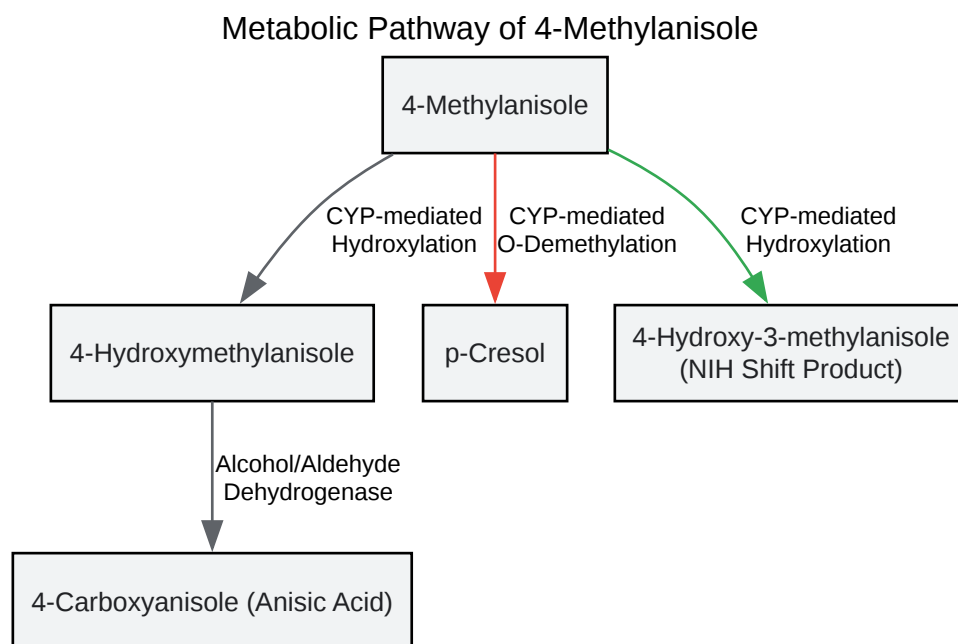 Metabolic Pathway of 4-Methylanisole
4-Methylanisole
CYP-mediated
Hydroxylation
CYP-mediated
O-Demethylation
CYP-mediated
Hydroxylation
4-Hydroxymethylanisole
p-Cresol
4-Hydroxy-3-methylanisole
(NIH Shift Product)
Alcohol/Aldehyde
Dehydrogenase
4-Carboxyanisole (Anisic Acid)